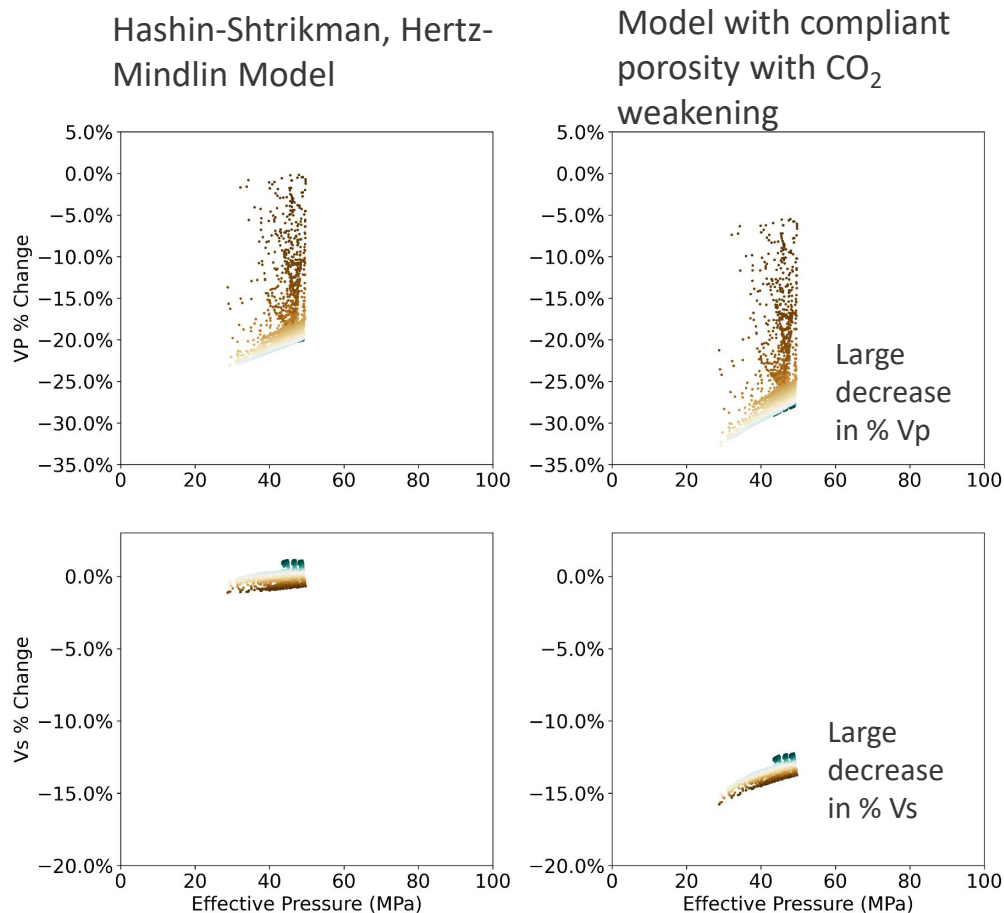 Hashin-Shtrikman, Hertz-
Mindlin Model
Model with compliant
porosity with CO₂
weakening
5.0%
0.0%
−5.0%
−10.0%
−15.0%
−20.0%
−25.0%
−30.0%
−35.0%
VP % Change
0 20 40 60 80 100
5.0%
0.0%
−5.0%
−10.0%
−15.0%
−20.0%
−25.0%
−30.0%
−35.0%
Large
decrease
in % Vp
0 20 40 60 80 100
0.0%
−5.0%
−10.0%
−15.0%
−20.0%
Vs % Change
0 20 40 60 80 100
Effective Pressure (MPa)
0.0%
−5.0%
−10.0%
−15.0%
−20.0%
Large
decrease
in % Vs
0 20 40 60 80 100
Effective Pressure (MPa)